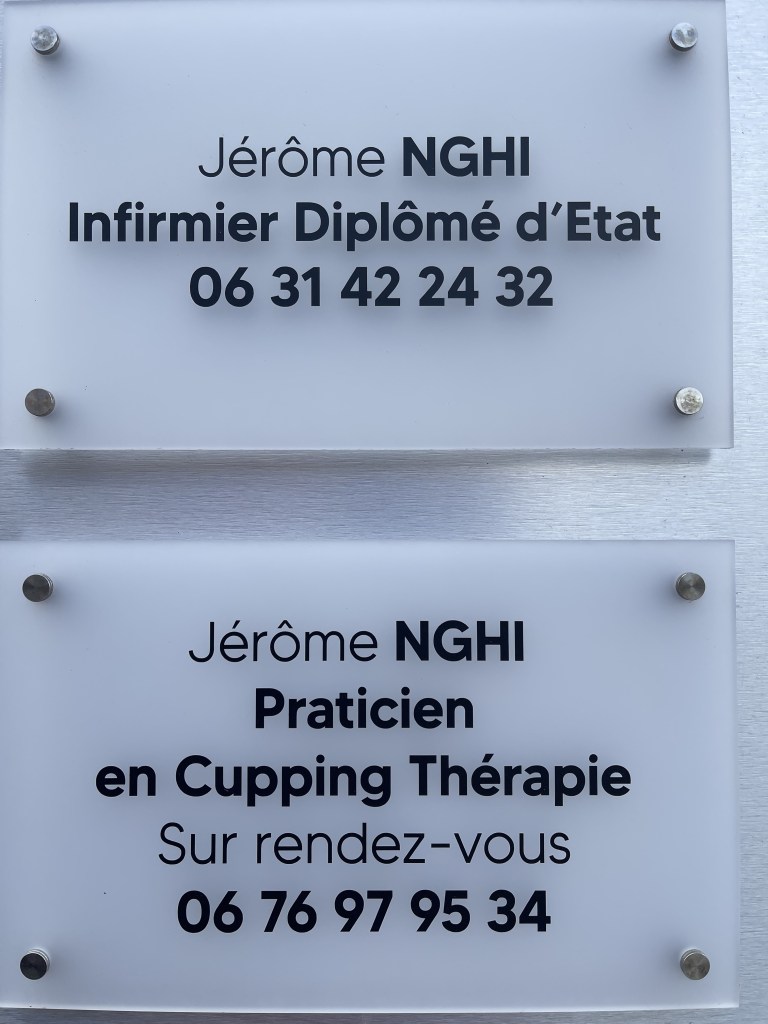 Jérôme NGHI
Infirmier Diplômé d’Etat
06 31 42 24 32
Jérôme NGHI
Praticien
en Cupping Thérapie
Sur rendez-vous
06 76 97 95 34